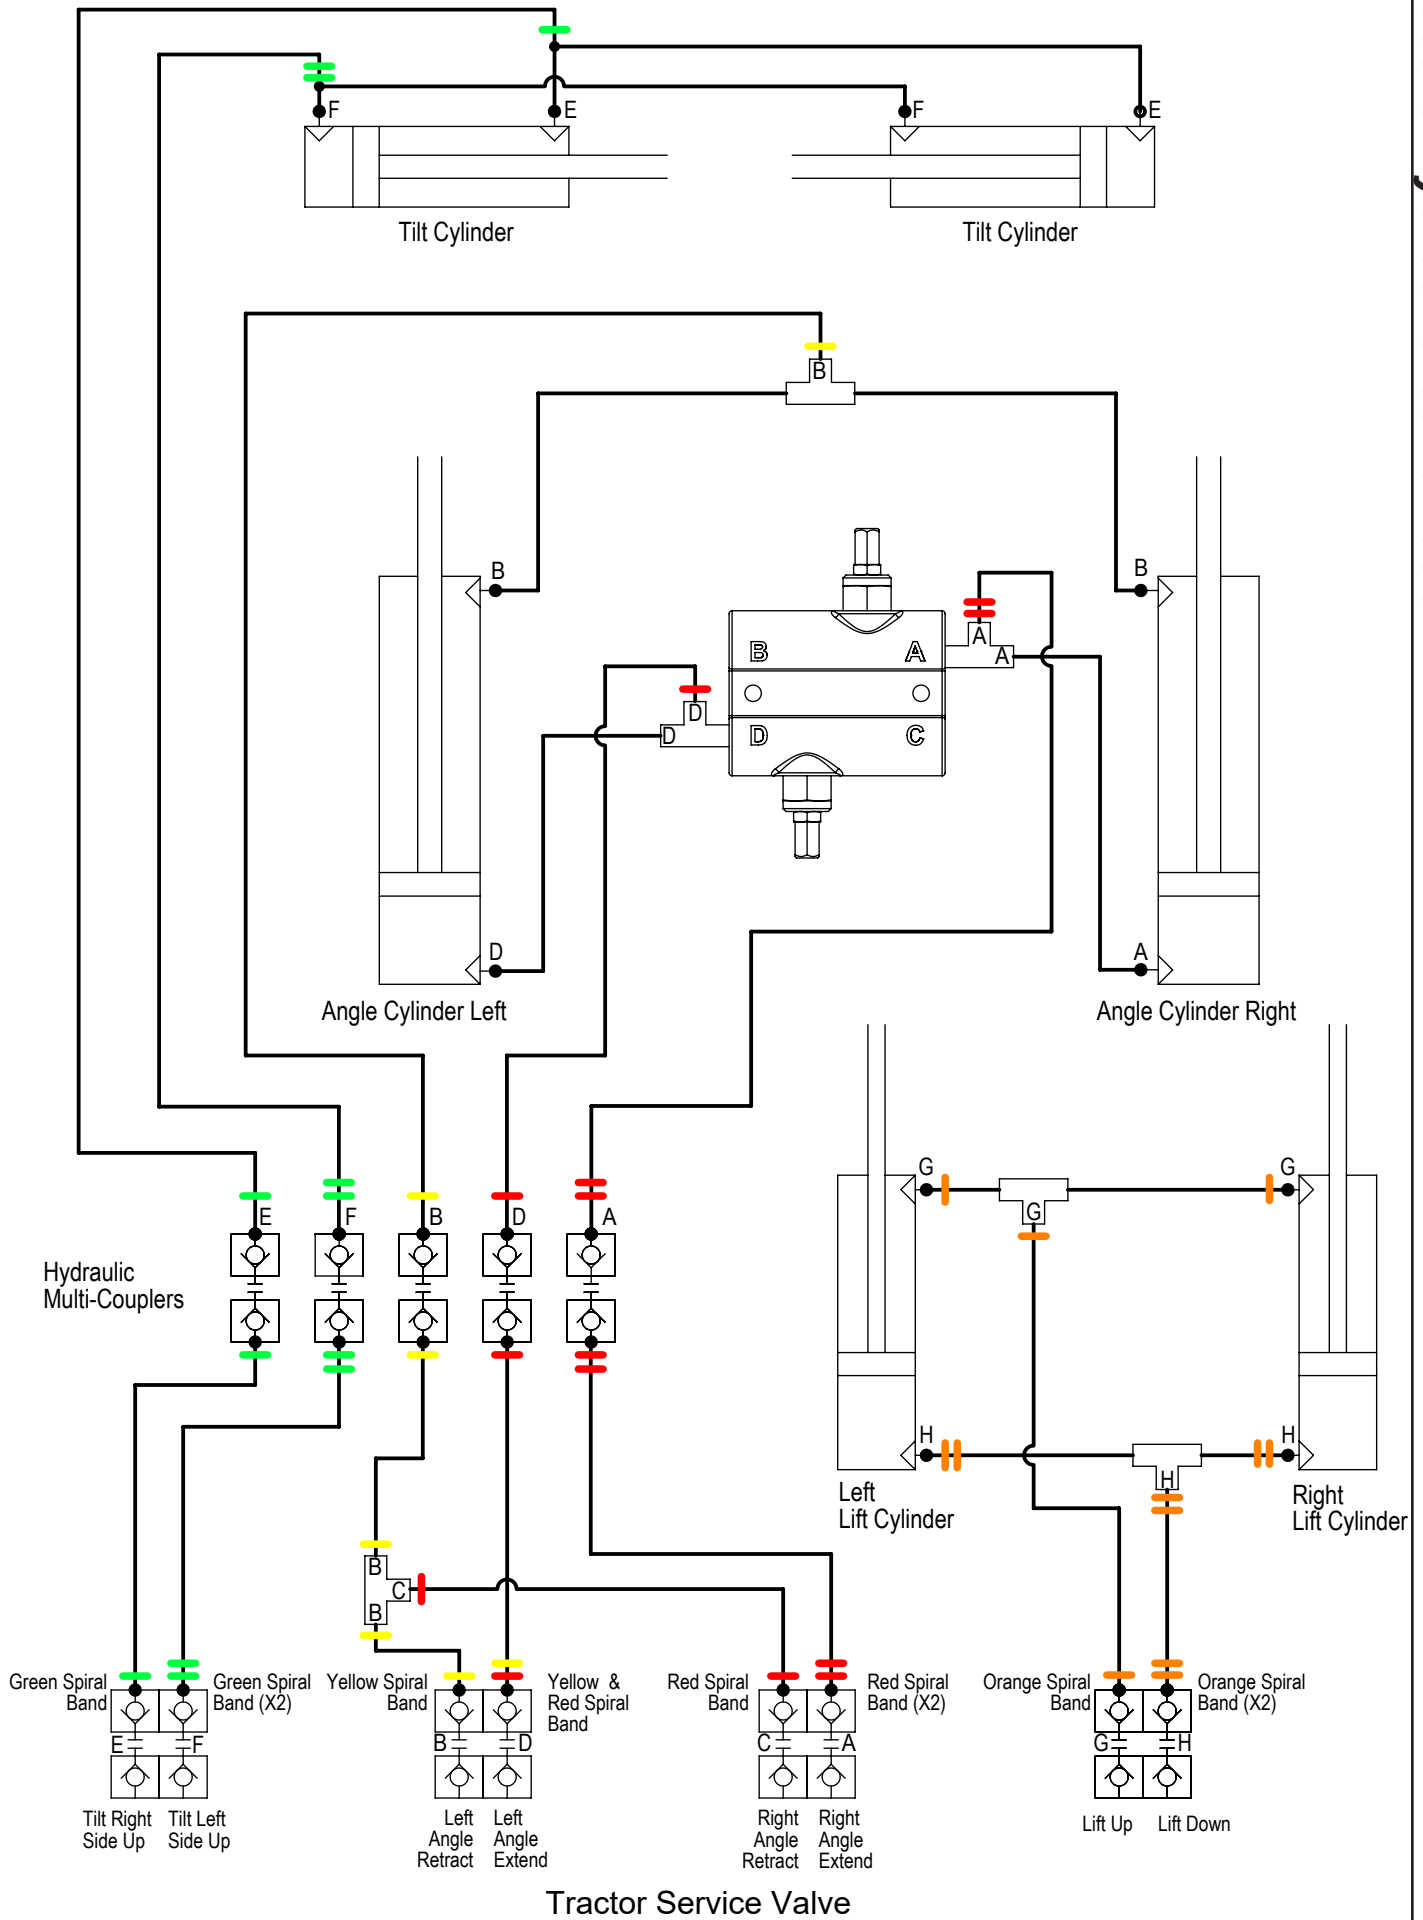 F
E
F
E
Tilt Cylinder
Tilt Cylinder
B
B
B
B
A
A
A
D
D
D
C
D
A
Angle Cylinder Left
Angle Cylinder Right
G
G
E
F
B
D
A
G
Hydraulic
Multi-Couplers
H
H
H
Left
Lift Cylinder
Right
Lift Cylinder
B
C
B
Green Spiral
Band
Green Spiral
Band (X2)
Yellow Spiral
Band
Yellow &
Red Spiral
Band
Red Spiral
Band
Red Spiral
Band (X2)
Orange Spiral
Band
Orange Spiral
Band (X2)
E
F
B
D
C
A
G
H
Tilt Right
Side Up
Tilt Left
Side Up
Left
Angle
Retract
Left
Angle
Extend
Right
Angle
Retract
Right
Angle
Extend
Lift Up
Lift Down
Tractor Service Valve